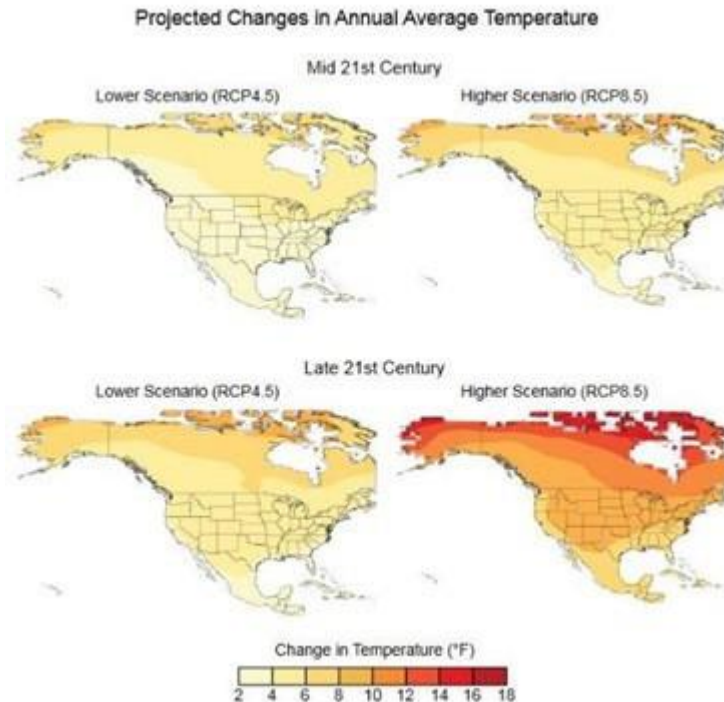 Projected Changes in Annual Average Temperature
Mid 21st Century
Lower Scenario (RCP4.5)
Higher Scenario (RCP8.5)
Late 21st Century
Lower Scenario (RCP4.5)
Higher Scenario (RCP8.5)
Change in Temperature (°F)
2 4 6 8 10 12 14 16 18